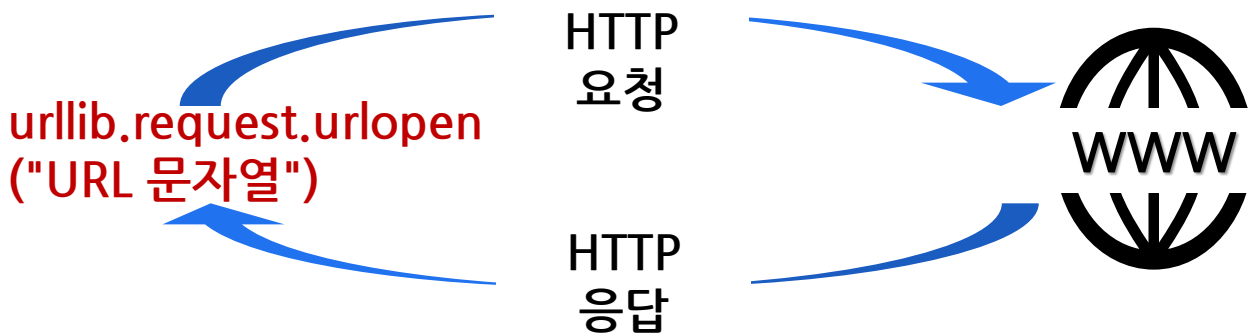 HTTP
요청
urllib.request.urlopen
("URL 문자열")
WWW
HTTP
응답